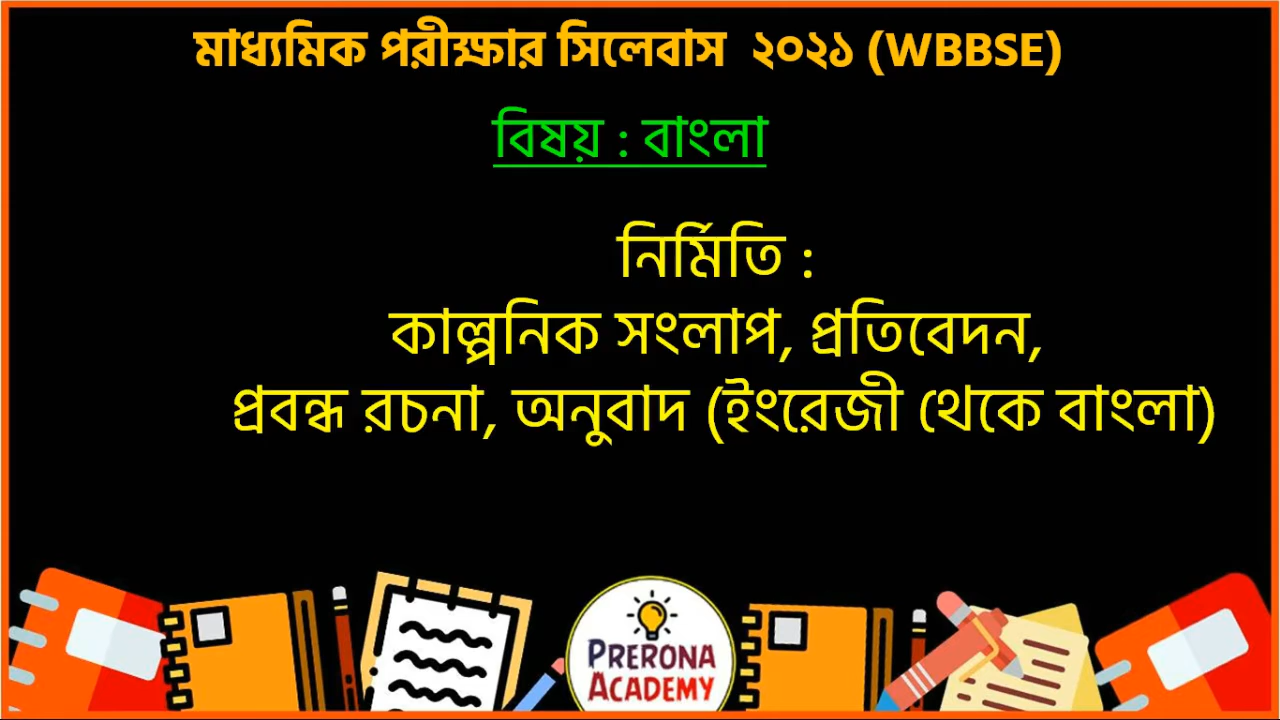 মাধ্যমিক পরীক্ষার সিলেবাস ২০২১ (WBBSE)
বিষয় : বাংলা
নির্মিতি :
কাল্পনিক সংলাপ, প্রতিবেদন,
প্রবন্ধ রচনা, অনুবাদ (ইংরেজী থেকে বাংলা)
PRERONA
ACADEMY